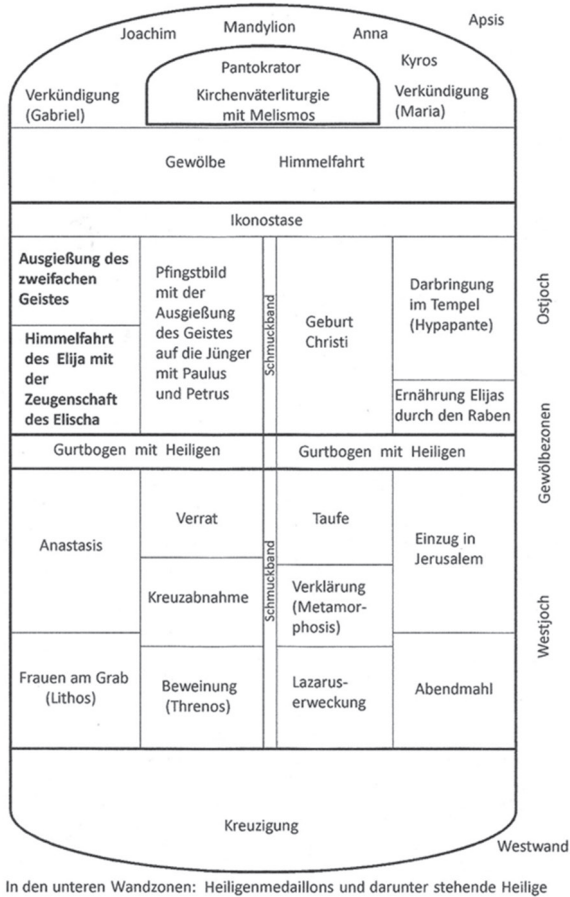 Apsis
Joachim
Mandylion
Anna
Kyros
Pantokrator
Verkündigung
(Gabriel)
Kirchenväterliturgie
mit Melismos
Verkündigung
(Maria)
Gewölbe
Himmelfahrt
Ikonostase
Ausgießung des
zweifachen
Geistes
Himmelfahrt
des Elija mit
der
Zeugenschaft
des Elischa
Pfingstbild
mit der
Ausgießung
des Geistes
auf die Jünger
mit Paulus
und Petrus
Schmuckband
Geburt
Christi
Darbringung
im Tempel
(Hypapante)
Ernährung Elijas
durch den Raben
Ostjoch
Gewölbezonen
Gurtbogen mit Heiligen
Gurtbogen mit Heiligen
Anastasis
Frauen am Grab
(Lithos)
Verrat
Kreuzabnahme
Beweinung
(Threnos)
Schmuckband
Taufe
Verklärung
(Metamor-
phosis)
Lazarus-
erweckung
Einzug in
Jerusalem
Abendmahl
Westjoch
Kreuzigung
Westwand
In den unteren Wandzonen: Heiligenmedaillons und darunter stehende Heilige